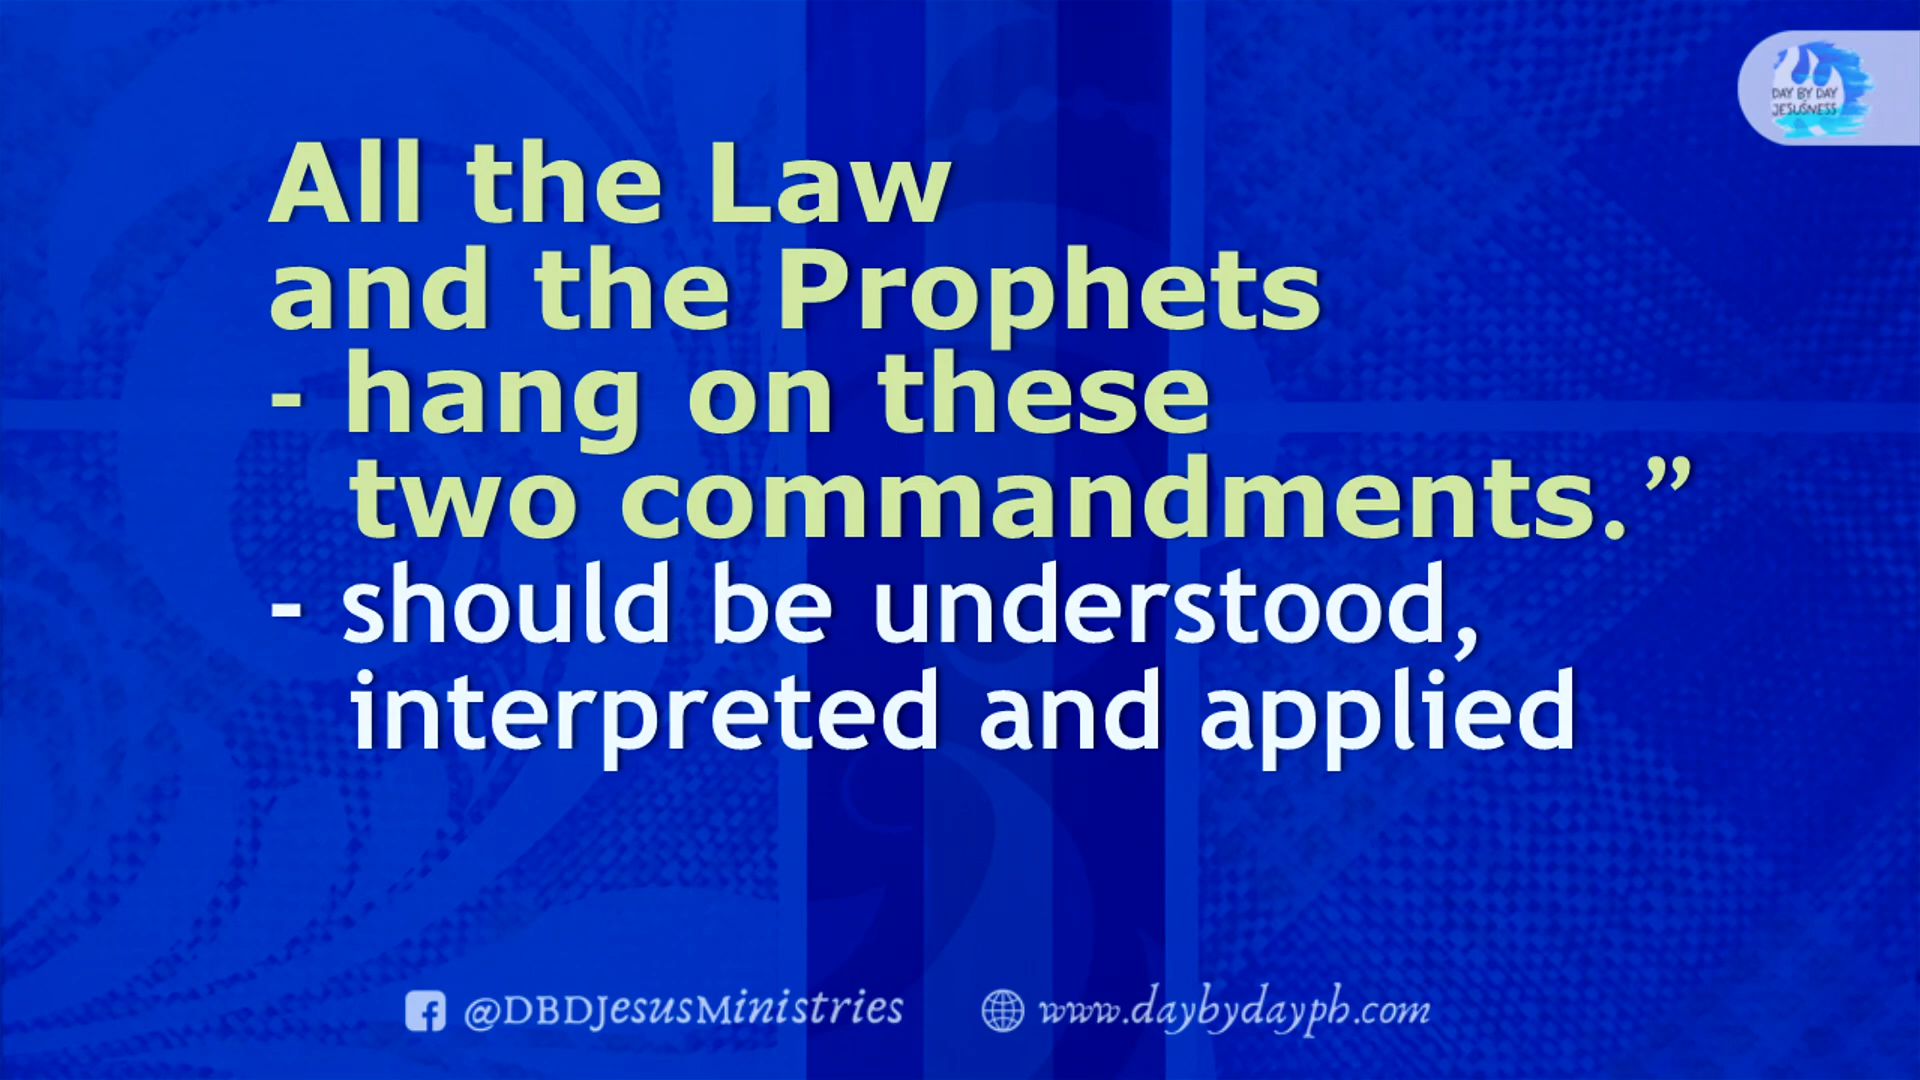 DAY BY DAY
JESUSNESS
All the Law
and the Prophets
- hang on these
two commandments.”
- should be understood,
interpreted and applied
@DBDJesusMinistries
www.daybydayph.com